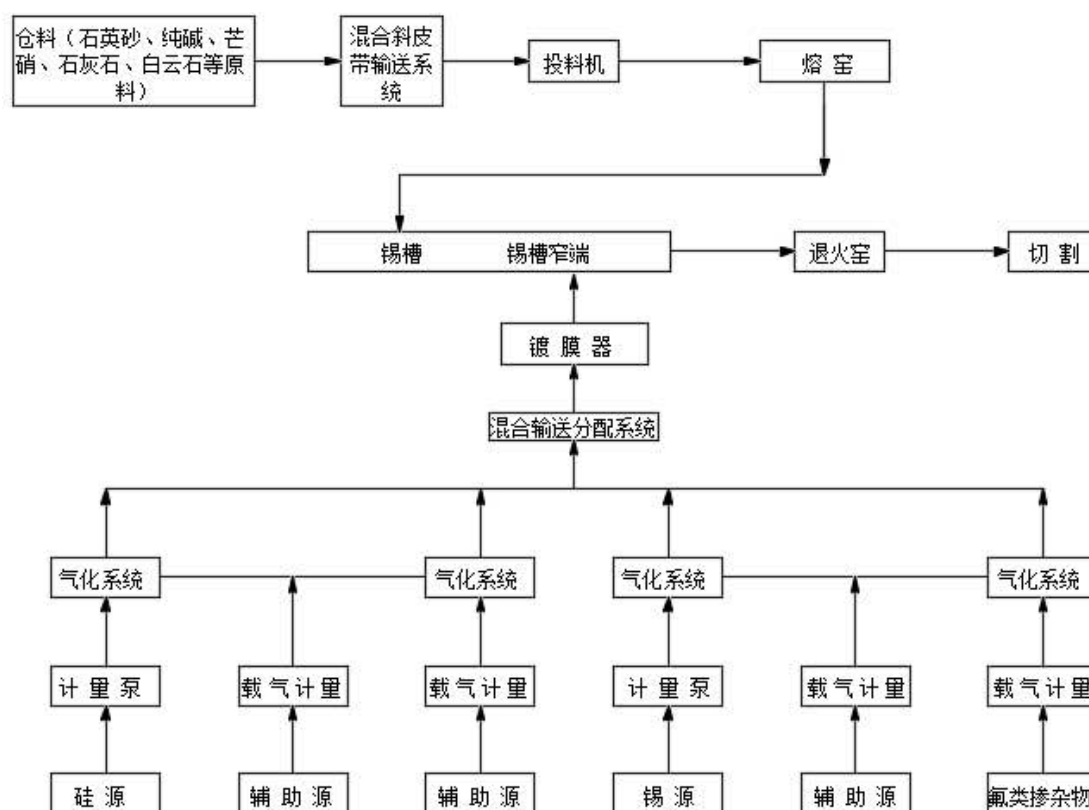 仓料（石英砂、纯碱、芒
硝、石灰石、白云石等原
料）
混合斜皮
带输送系
统
投料机
熔 窑
锡槽 锡槽窄端
退火窑
切 割
镀 膜 器
混合输送分配系统
气化系统
气化系统
气化系统
气化系统
计 量 泵
载气计量
载气计量
计 量 泵
载气计量
载气计量
硅 源
辅 助 源
辅 助 源
锡 源
辅 助 源
氟类掺杂物